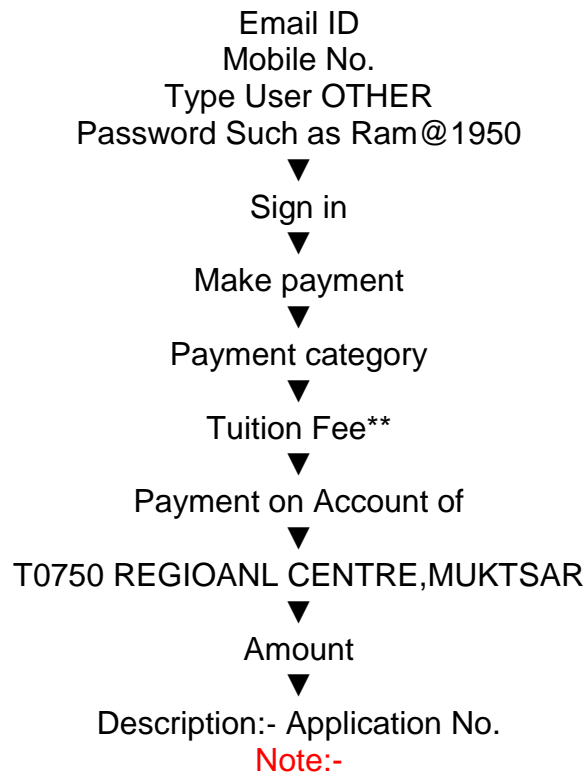 Email ID
Mobile No.
Type User OTHER
Password Such as Ram@1950
▼
Sign in
▼
Make payment
▼
Payment category
▼
Tuition Fee**
▼
Payment on Account of
▼
T0750 REGIOANL CENTRE,MUKTSAR
▼
Amount
▼
Description:- Application No.
Note:-